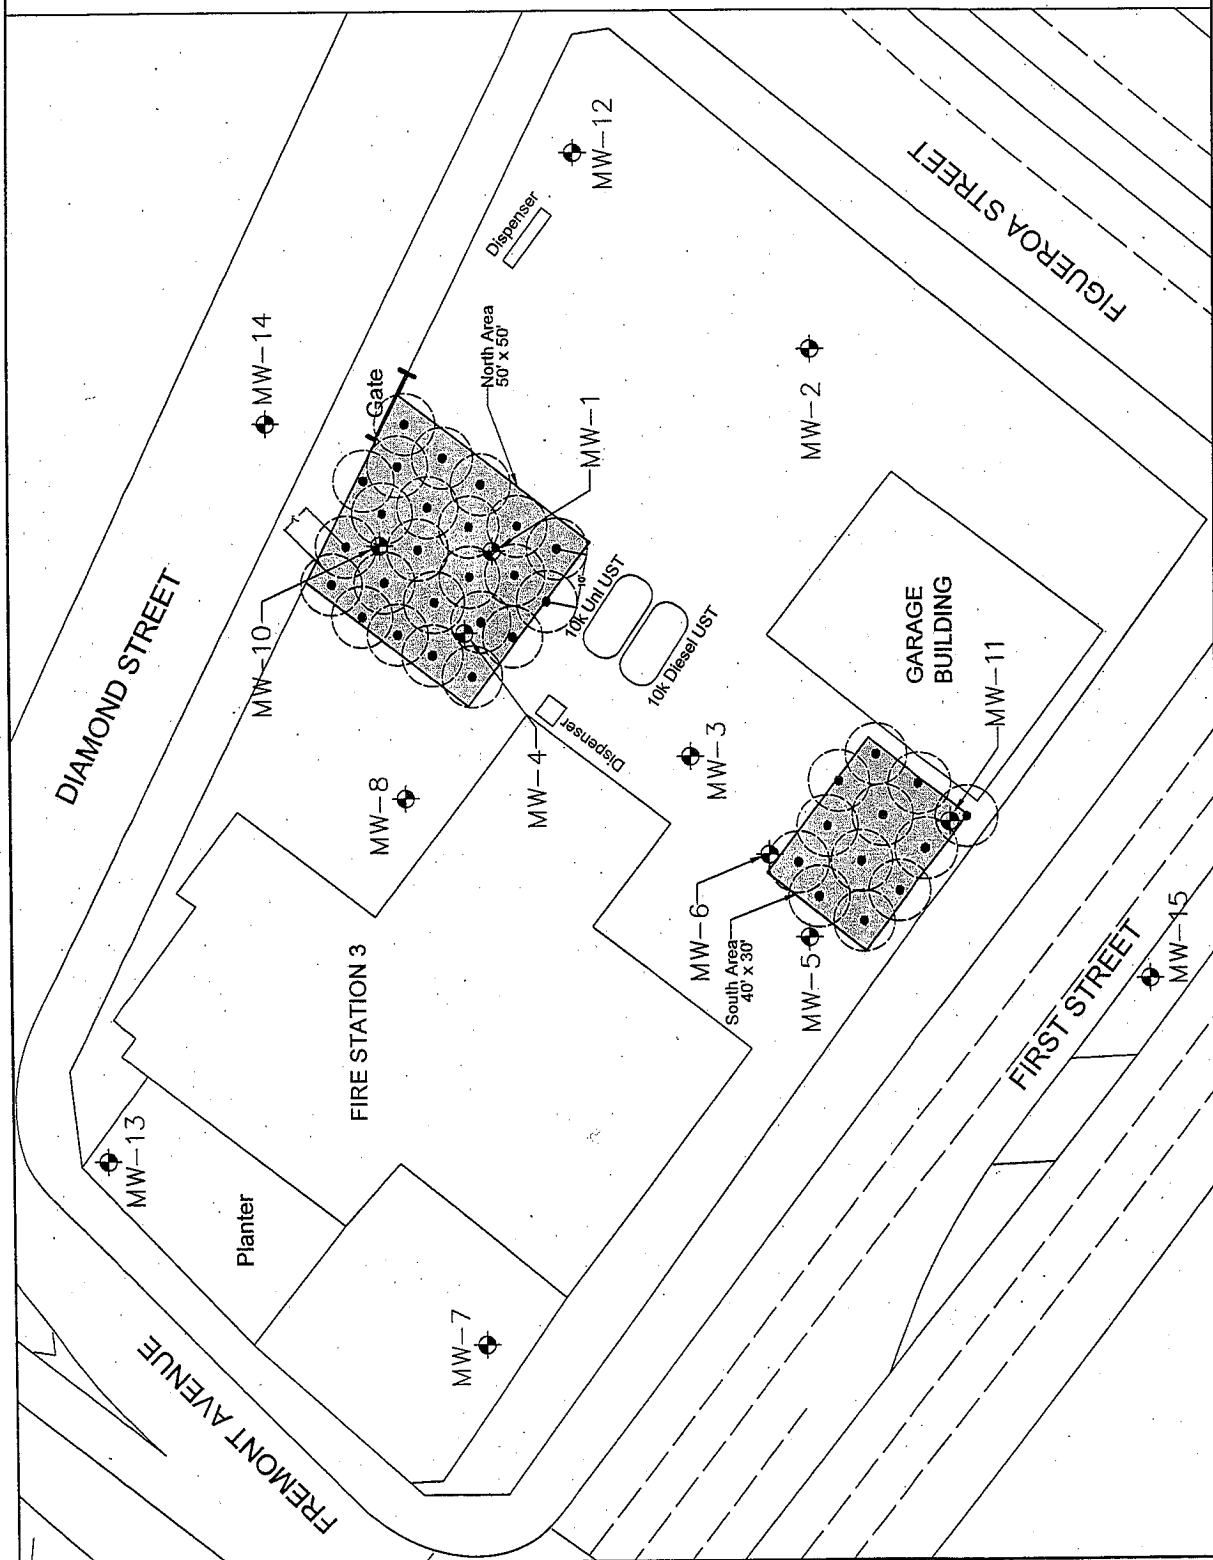 MW-12
FIGUEROA STREET
Dispenser
MW-14
Gate
North Area
50' x 50'
MW-1
MW-2
DIAMOND STREET
MW-10
10'
10k Unl UST
10k Diesel UST
GARAGE
BUILDING
MW-11
MW-8
MW-4
Dispenser
MW-3
MW-6
South Area
40' x 30'
MW-5
FIRE STATION 3
FIRST STREET
MW-15
MW-13
Planter
MW-7
FREMONT AVENUE